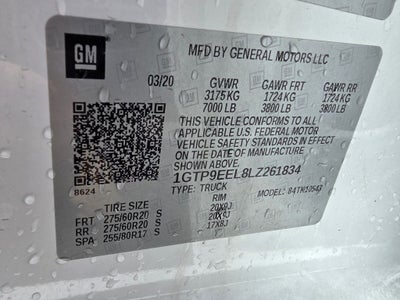 GM
MFD BY GENERAL MOTORS LLC
03/20 GVWR GAWR FRT GAWR RR
3175KG 1724KG 1724KG
7000 LB 3800 LB 3800 LB
THIS VEHICLE CONFORMS TO ALL
APPLICABLE U.S. FEDERAL MOTOR
VEHICLE SAFETY STANDARDS IN EFFECT
ON THE DATE OF MANUFACTURE
SHOWN ABOVE.
1GTP9EEL8LZ261834
8624
TYPE: TRUCK MODEL: 84TK10543
TIRE SIZE RIM
FRT 275/60R20 S 20X9J
RR 275/60R20 S 20X9J
SPA 255/80R17 S 17X8J